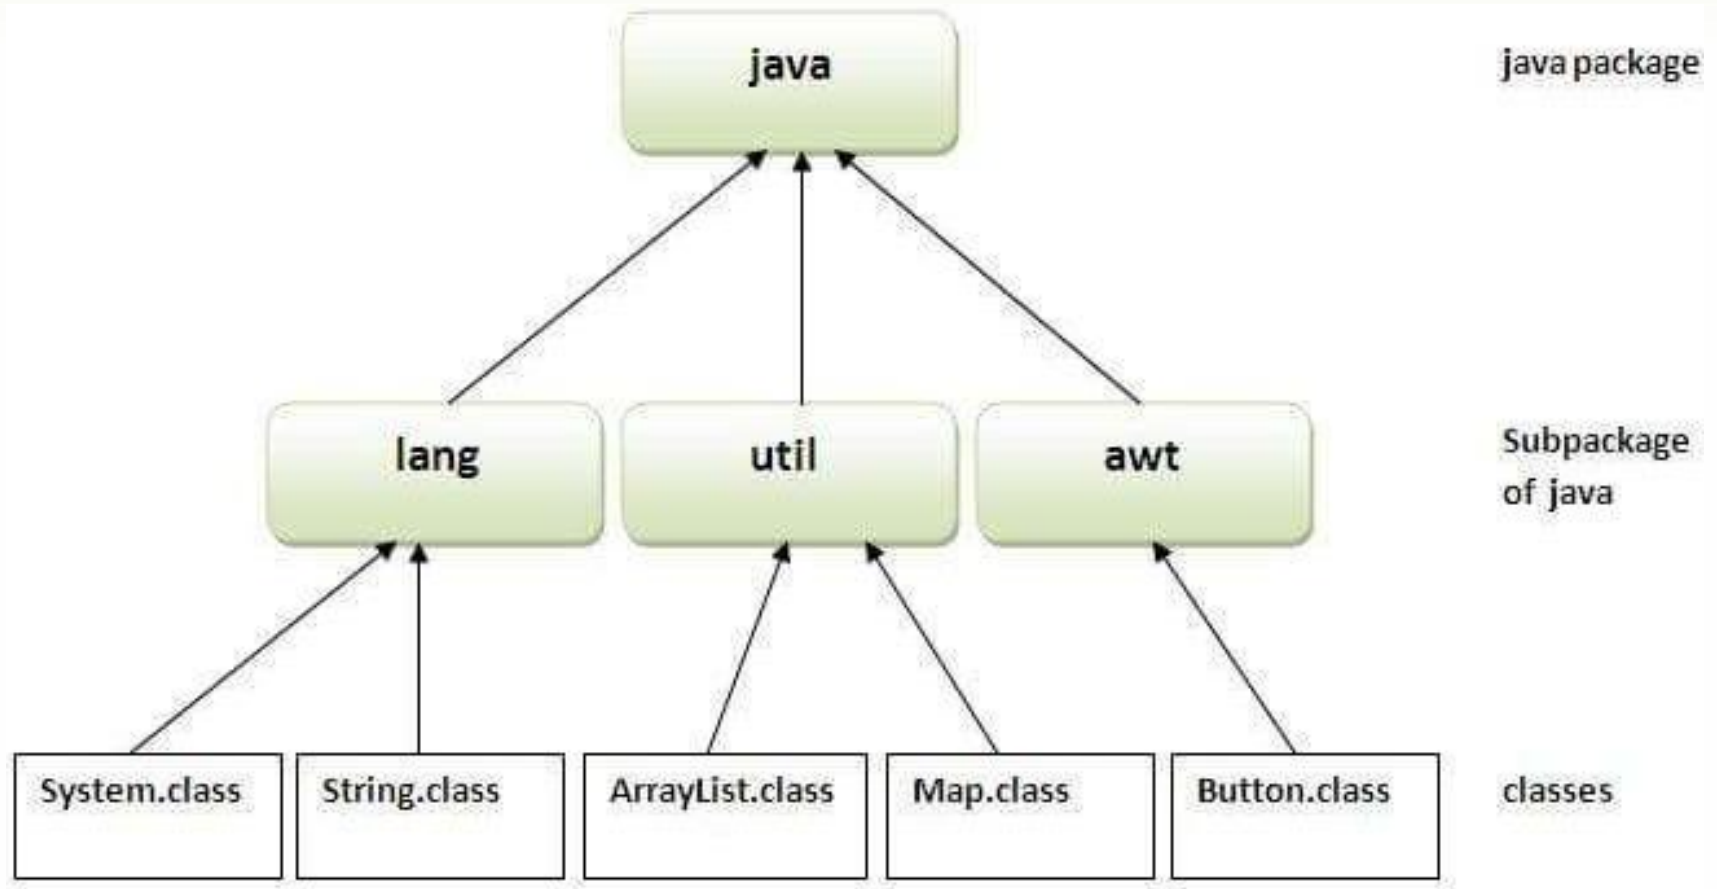 java
java package
lang
util
awt
Subpackage
of java
System.class
String.class
ArrayList.class
Map.class
Button.class
classes